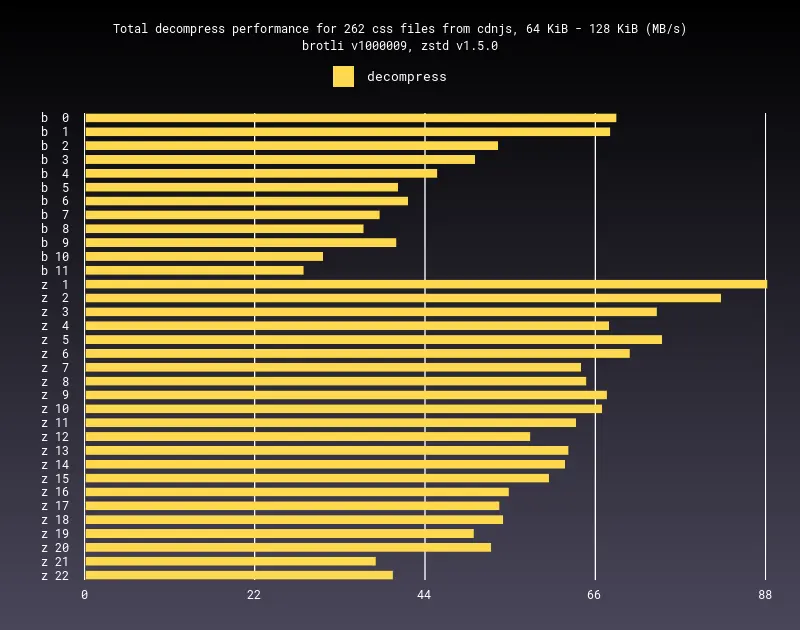 Total decompress performance for 262 css files from cdnjs, 64 KiB - 128 KiB (MB/s)
brotli v1000009, zstd v1.5.0
decompress
b 0
b 1
b 2
b 3
b 4
b 5
b 6
b 7
b 8
b 9
b 10
b 11
z 1
z 2
z 3
z 4
z 5
z 6
z 7
z 8
z 9
z 10
z 11
z 12
z 13
z 14
z 15
z 16
z 17
z 18
z 19
z 20
z 21
z 22
0 22 44 66 88